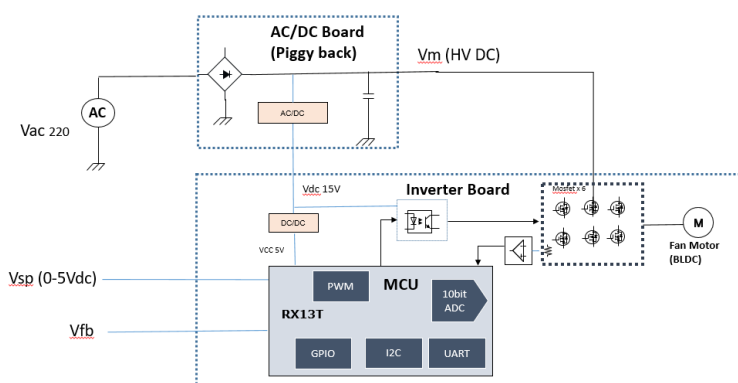 AC/DC Board
(Piggy back)
Vm (HV DC)
AC
AC/DC
Vac 220
Vdc 15V
Inverter Board
Mosfet x 6
DC/DC
M
VCC 5V
Fan Motor
(BLDC)
Vsp (0-5Vdc)
PWM
MCU
10bit
ADC
RX13T
Vfb
GPIO
I2C
UART